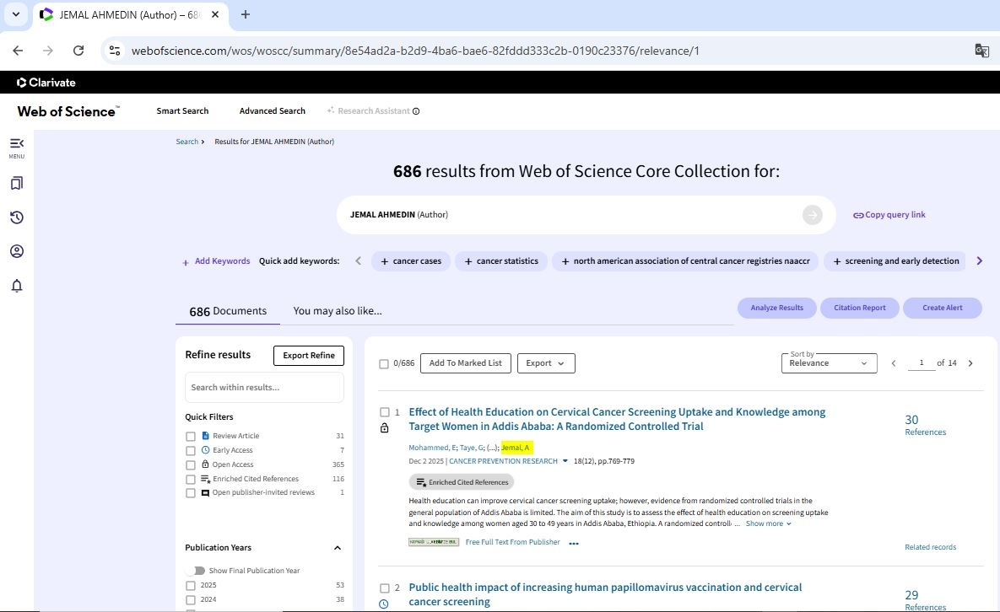 JEMAL AHMEDIN (Author) – 68
webofscience.com/wos/woscc/summary/8e54ad2a-b2d9-4ba6-bae6-82fddd333c2b-0190c23376/relevance/1
Clarivate
Web of Science™
Smart Search
Advanced Search
Research Assistant
MENU
Search > Results for JEMAL AHMEDIN (Author)
686 results from Web of Science Core Collection for:
JEMAL AHMEDIN (Author)
Copy query link
+ Add Keywords
Quick add keywords:
+ cancer cases
+ cancer statistics
+ north american association of central cancer registries naaccr
+ screening and early detection
686 Documents
You may also like...
Analyze Results
Citation Report
Create Alert
Refine results
Export Refine
Search within results...
Quick Filters
Review Article 31
Early Access 7
Open Access 365
Enriched Cited References 116
Open publisher-invited reviews 1
Publication Years
Show Final Publication Year
2025 53
2024 38
0/686
Add To Marked List
Export
Sort by
Relevance
1 of 14
1
Effect of Health Education on Cervical Cancer Screening Uptake and Knowledge among
Target Women in Addis Ababa: A Randomized Controlled Trial
Mohammed, E; Taye, G; (...); Jemal, A
Dec 2 2025 | CANCER PREVENTION RESEARCH 18(12), pp.769-779
Enriched Cited References
Health education can improve cervical cancer screening uptake; however, evidence from randomized controlled trials in the
general population of Addis Ababa is limited. The aim of this study is to assess the effect of health education on screening uptake
and knowledge among women aged 30 to 49 years in Addis Ababa, Ethiopia. A randomized controll ... Show more
Free Full Text From Publisher
30
References
Related records
2
Public health impact of increasing human papillomavirus vaccination and cervical
cancer screening
29
References